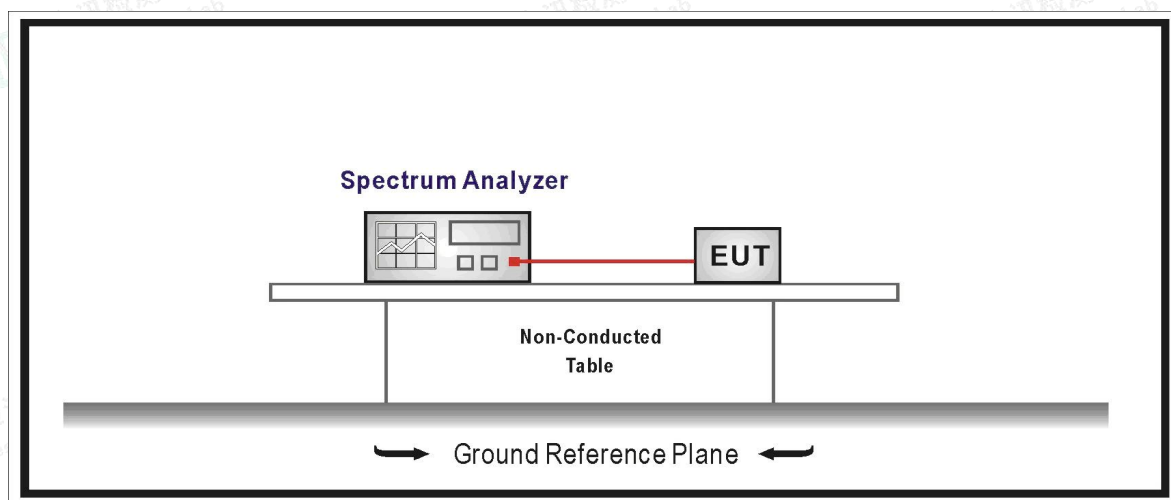 Spectrum Analyzer
EUT
Non-Conducted
Table
Ground Reference Plane